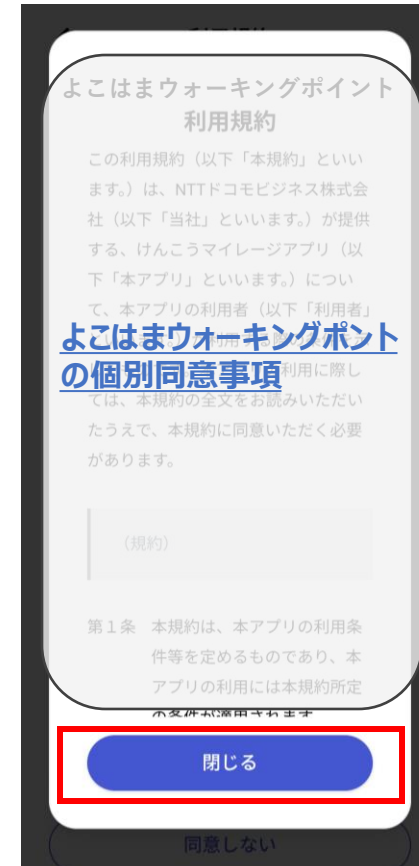 よこはまウォーキングポイント
利用規約
この利用規約（以下「本規約」といい
ます。）は、NTTドコモビジネス株式会
社（以下「当社」といいます。）が提供
する、けんこうマイレージアプリ（以
下「本アプリ」といいます。）につい
て、本アプリの利用者（以下「利用者」
よこはまウォーキングポント
の個別同意事項
利用に際し
ては、本規約の全文をお読みいただい
たうえで、本規約に同意いただく必要
があります。
（規約）
第１条 本規約は、本アプリの利用条
件等を定めるものであり、本
アプリの利用には本規約所定
の条件が適用されます
閉じる
同意しない